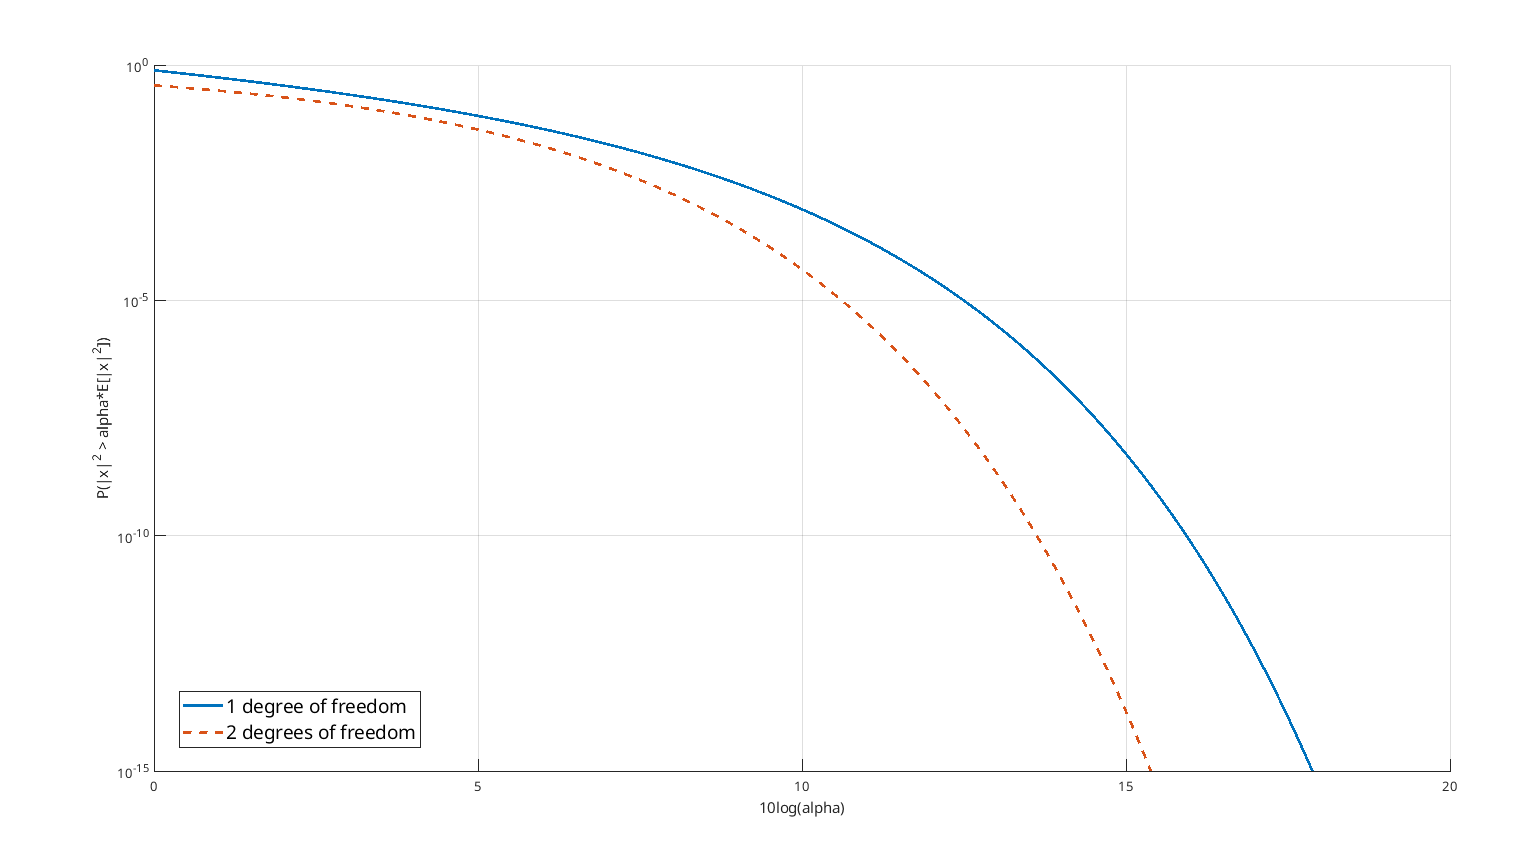 10^0
10^-5
10^-10
10^-15
P(|x|^2 > alpha*E[|x|^2])
1 degree of freedom
2 degrees of freedom
0 5 10 15 20
10log(alpha)